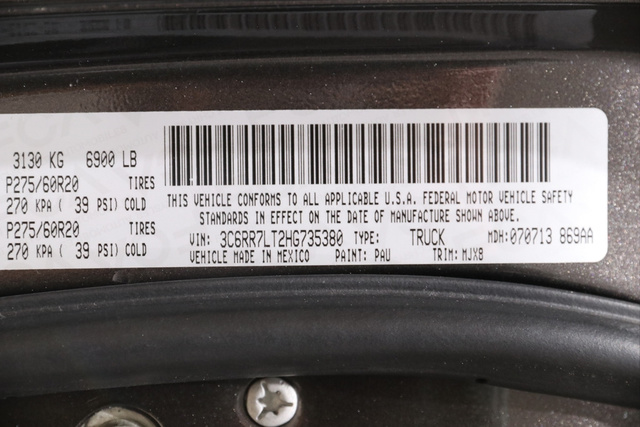 3130 KG 6900 LB
P275/60R20 TIRES
270 KPA ( 39 PSI) COLD
P275/60R20 TIRES
270 KPA ( 39 PSI) COLD
THIS VEHICLE CONFORMS TO ALL APPLICABLE U.S.A. FEDERAL MOTOR VEHICLE SAFETY
STANDARDS IN EFFECT ON THE DATE OF MANUFACTURE SHOWN ABOVE.
VIN: 3C6RR7LT2HG735380 TYPE: TRUCK MDH: 070713 869AA
VEHICLE MADE IN MEXICO PAINT: PAU TRIM: MJX8